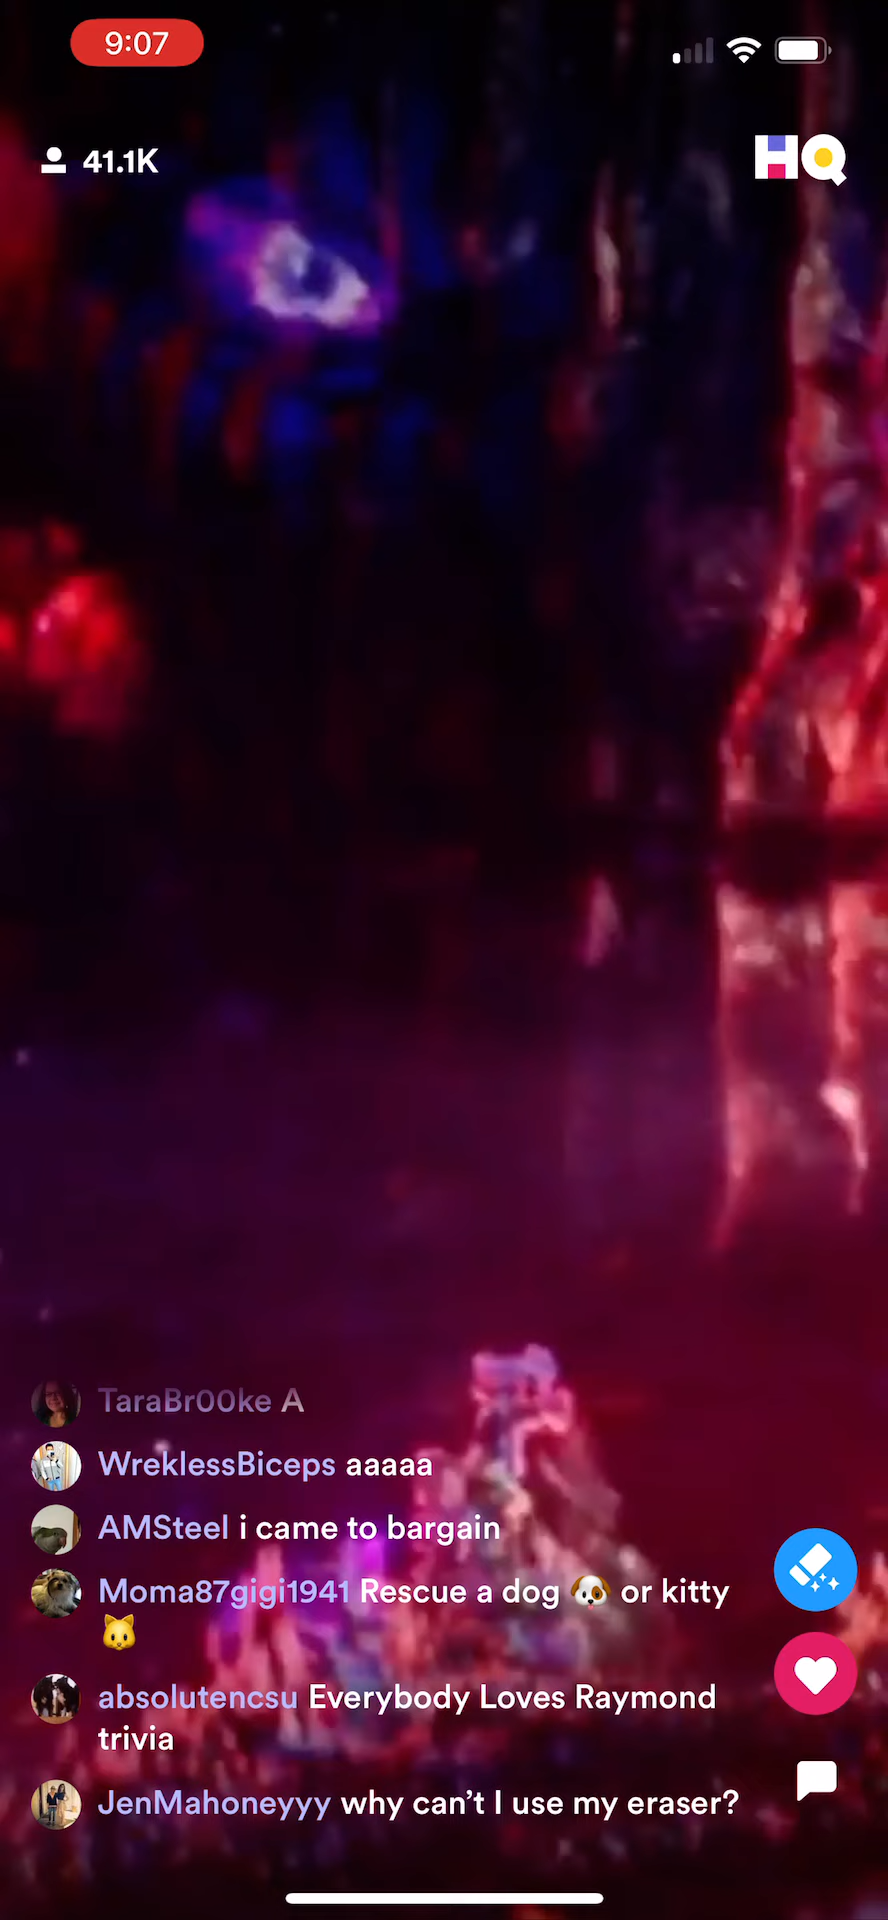 9:07
41.1K
HQ
TaraBr00ke A
WreklessBiceps aaaaa
AMSteel i came to bargain
Moma87gigi1941 Rescue a dog 🐶 or kitty
🐱
absolutencsu Everybody Loves Raymond
trivia
JenMahoneyyy why can’t I use my eraser?